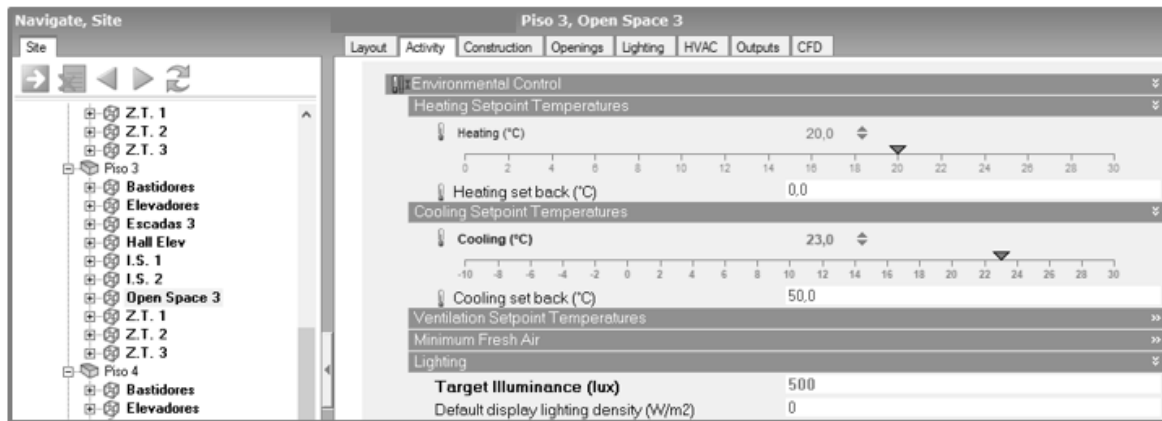 Navigate, Site
Site
Z.T. 1
Z.T. 2
Z.T. 3
Piso 3
Bastidores
Elevadores
Escadas 3
Hall Elev
I.S. 1
I.S. 2
Open Space 3
Z.T. 1
Z.T. 2
Z.T. 3
Piso 4
Bastidores
Elevadores
Piso 3, Open Space 3
Layout Activity Construction Openings Lighting HVAC Outputs CFD
Environmental Control
Heating Setpoint Temperatures
Heating (°C) 20,0
0 2 4 6 8 10 12 14 16 18 20 22 24 26 28 30
Heating set back (°C) 0,0
Cooling Setpoint Temperatures
Cooling (°C) 23,0
-10 -8 -6 -4 -2 0 2 4 6 8 10 12 14 16 18 20 22 24 26 28 30
Cooling set back (°C) 50,0
Ventilation Setpoint Temperatures
Minimum Fresh Air
Lighting
Target Illuminance (lux) 500
Default display lighting density (W/m2) 0